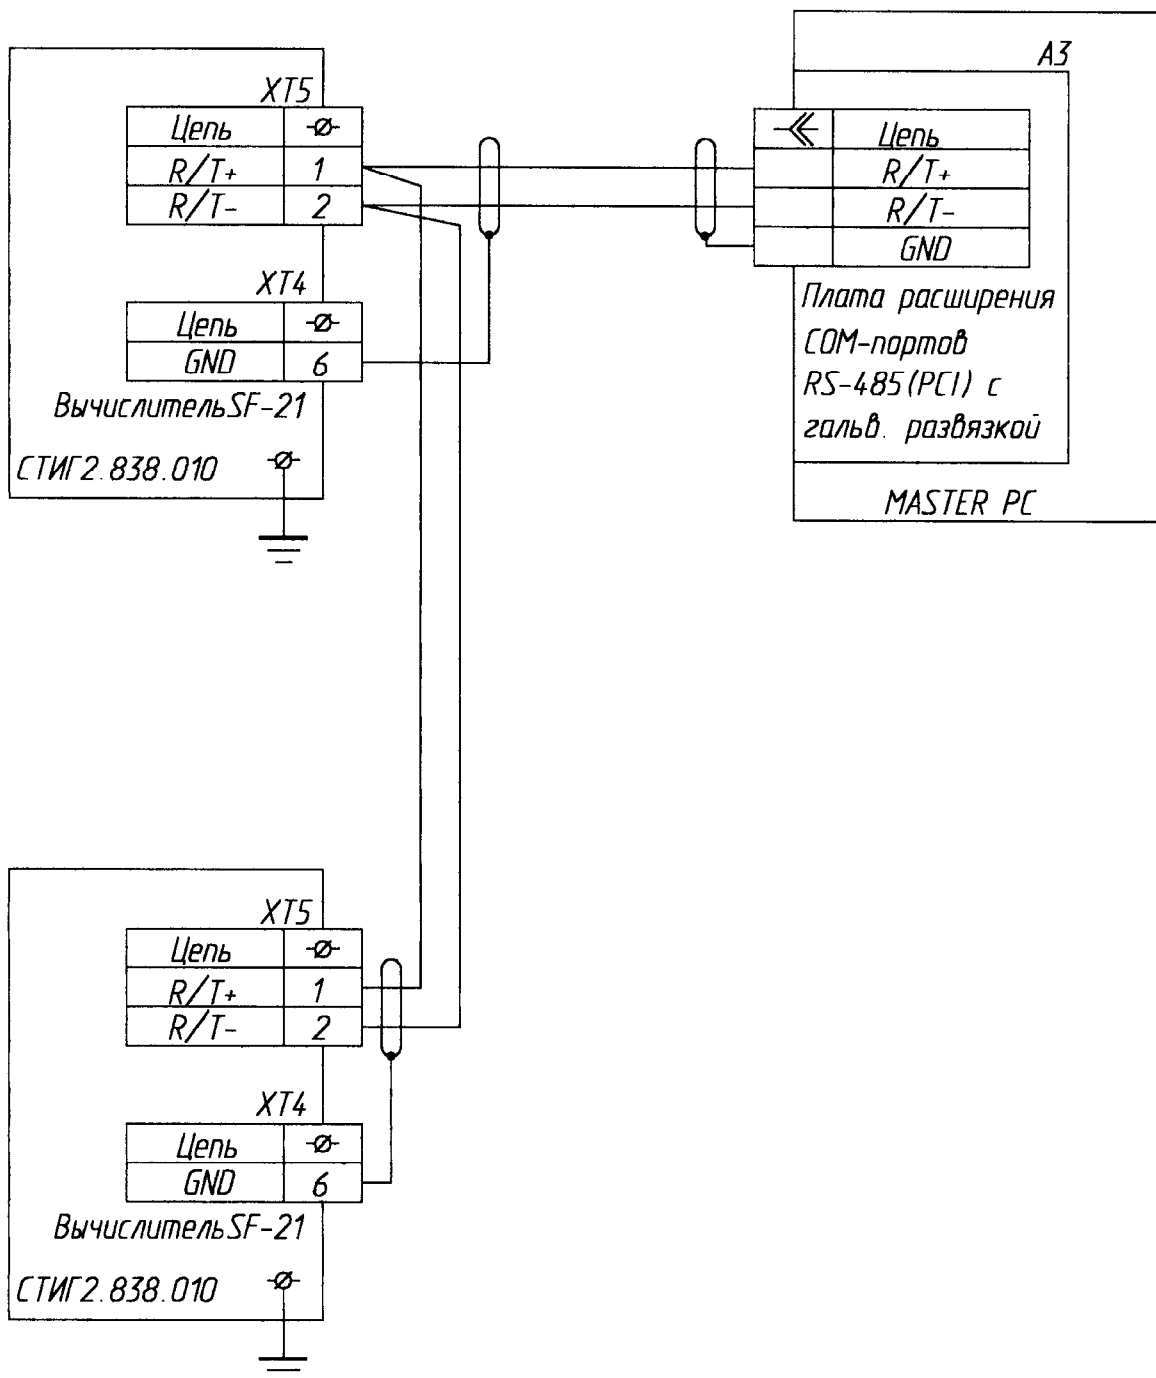 XT5
Цепь
R/T+ 1
R/T- 2
XT4
Цепь
GND 6
Вычислитель SF-21
СТИГ2.838.010
A3
Цепь
R/T+
R/T-
GND
Плата расширения
COM-портов
RS-485(PCI) с
гальв. развязкой
MASTER PC
XT5
Цепь
R/T+ 1
R/T- 2
XT4
Цепь
GND 6
Вычислитель SF-21
СТИГ2.838.010